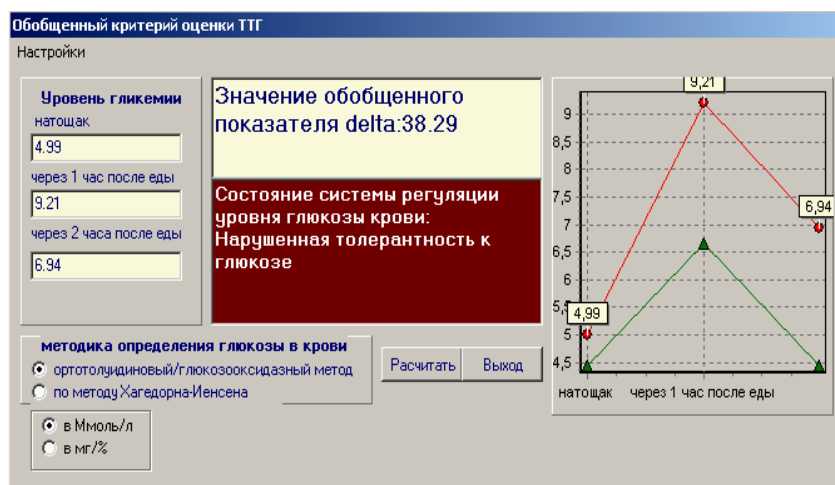 Обобщенный критерий оценки ТТГ
Настройки
Уровень гликемии
натощак
4.99
через 1 час после еды
9.21
через 2 часа после еды
6.94
Значение обобщенного
показателя delta:38.29
Состояние системы регуляции
уровня глюкозы крови:
Нарушенная толерантность к
глюкозе
методика определения глюкозы в крови
ортотолуидиновый/глюкозооксидазный метод
по методу Хагедорна-Иенсена
в Ммоль/л
в мг/%
Расчитать
Выход
9,21
9
8,5
8
7,5
7
6,94
6,5
6
5,5
4,99
5
4,5
натощак
через 1 час после еды